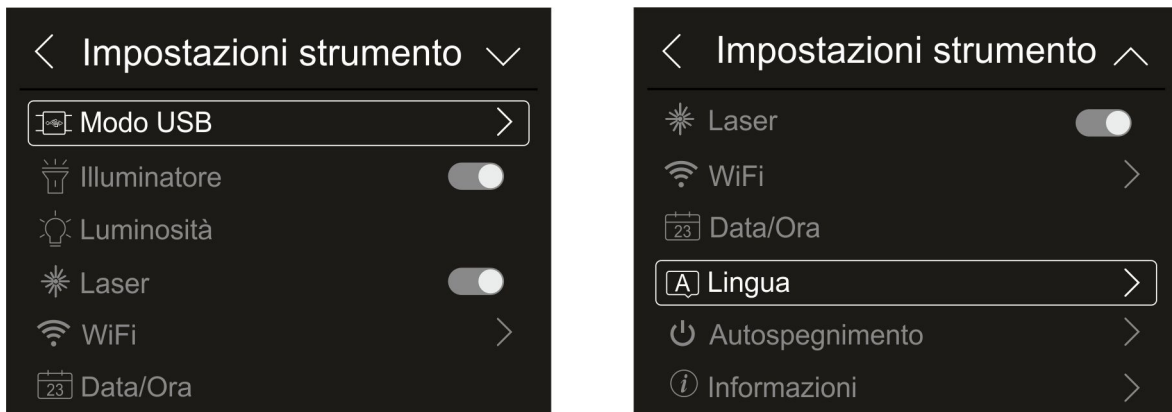 Impostazioni strumento
Modo USB
Illuminatore
Luminosità
Laser
WiFi
23 Data/Ora
Impostazioni strumento
Laser
WiFi
23 Data/Ora
A Lingua
Autospegnimento
i Informazioni